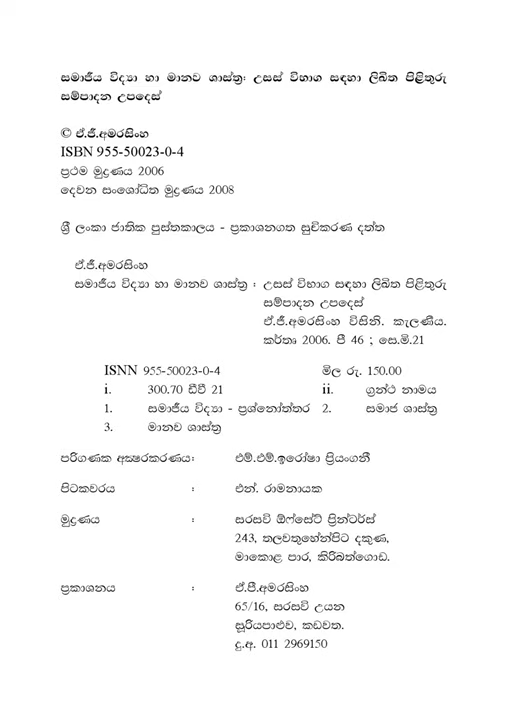 සමාජීය විද්‍යා හා මානව ශාස්ත්‍ර: උසස් විභාග සඳහා ලිඛිත පිළිතුරු
සම්පාදන උපදෙස්
© ඒ.ජී.අමරසිංහ
ISBN 955-50023-0-4
ප්‍රථම මුද්‍රණය 2006
දෙවන සංශෝධිත මුද්‍රණය 2008
ශ්‍රී ලංකා ජාතික පුස්තකාලය - ප්‍රකාශනගත සූචිකරණ දත්ත
ඒ.ජී.අමරසිංහ
සමාජීය විද්‍යා හා මානව ශාස්ත්‍ර : උසස් විභාග සඳහා ලිඛිත පිළිතුරු
සම්පාදන උපදෙස්
ඒ.ජී.අමරසිංහ විසිනි. කැලණීය.
කර්තෘ 2006. පී 46 ; සෙ.මි.21
ISNN 955-50023-0-4 මිල රු. 150.00
i. 300.70 ඩීවී 21 ii. ග්‍රන්ථ නාමය
1. සමාජීය විද්‍යා - ප්‍රශ්නෝත්තර 2. සමාජ ශාස්ත්‍ර
3. මානව ශාස්ත්‍ර
පරිගණක අක්‍ෂරකරණය: එම්.එම්.ඉරෝෂා ප්‍රියංගනී
පිටකවරය : එන්. රාමනායක
මුද්‍රණය : සරසවි ඕෆ්සේට් ප්‍රින්ටර්ස්
243, තලවතුහේන්පිට දකුණ,
මාකොළ පාර, කිරිබත්ගොඩ.
ප්‍රකාශනය : ඒ.පී.අමරසිංහ
65/16, සරසවි උයන
සූරියපාළුව, කඩවත.
දු.අ. 011 2969150